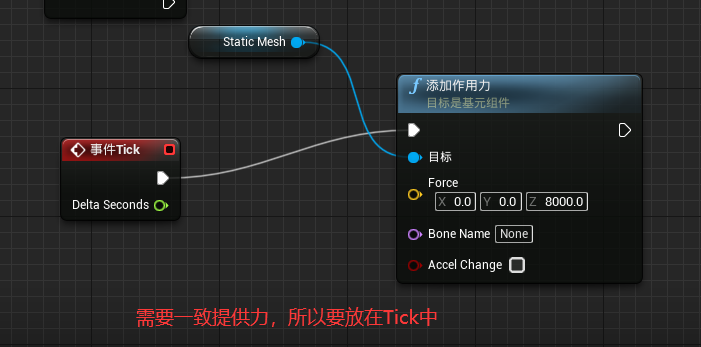 Static Mesh
添加作用力
目标是基元组件
事件Tick
目标
Delta Seconds
Force
X 0.0 Y 0.0 Z 8000.0
Bone Name None
Accel Change
需要一致提供力，所以要放在Tick中